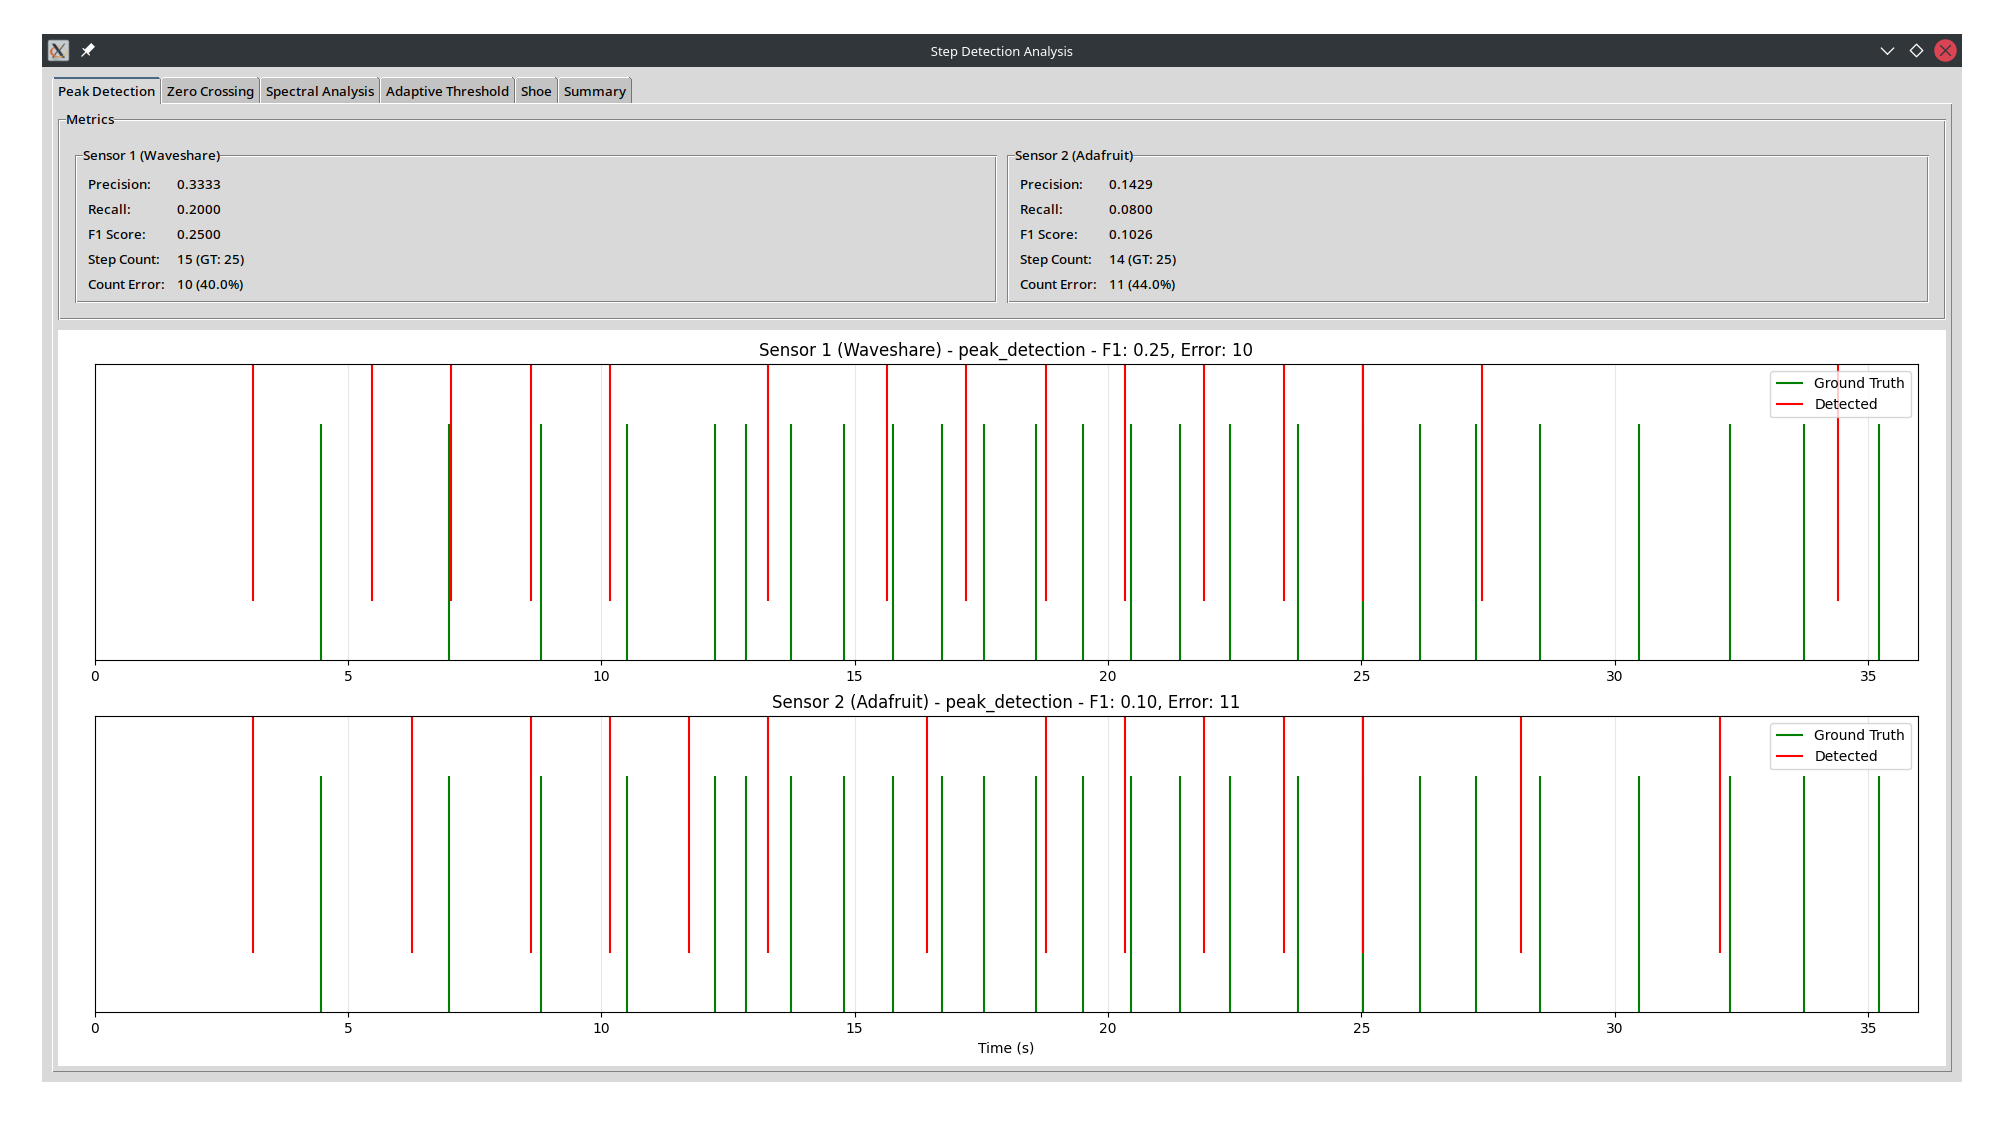 Step Detection Analysis
Peak Detection Zero Crossing Spectral Analysis Adaptive Threshold Shoe Summary
Metrics
Sensor 1 (Waveshare)
Precision: 0.3333
Recall: 0.2000
F1 Score: 0.2500
Step Count: 15 (GT: 25)
Count Error: 10 (40.0%)
Sensor 2 (Adafruit)
Precision: 0.1429
Recall: 0.0800
F1 Score: 0.1026
Step Count: 14 (GT: 25)
Count Error: 11 (44.0%)
Sensor 1 (Waveshare) - peak_detection - F1: 0.25, Error: 10
Ground Truth
Detected
0 5 10 15 20 25 30 35
Sensor 2 (Adafruit) - peak_detection - F1: 0.10, Error: 11
Ground Truth
Detected
0 5 10 15 20 25 30 35
Time (s)